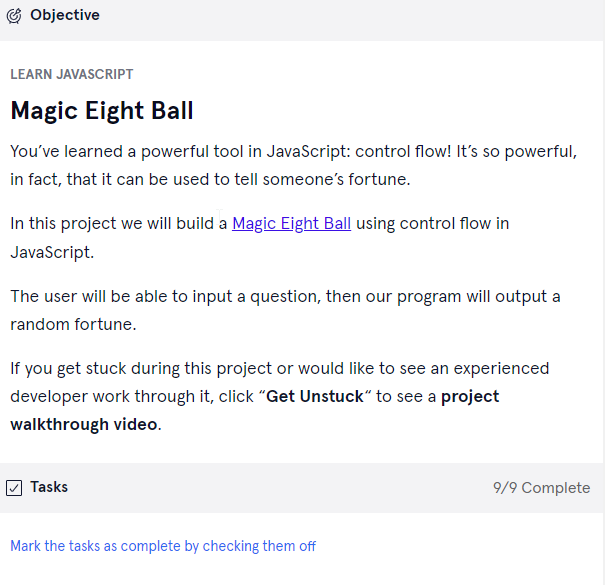 Objective
LEARN JAVASCRIPT
Magic Eight Ball
You’ve learned a powerful tool in JavaScript: control flow! It’s so powerful,
in fact, that it can be used to tell someone’s fortune.
In this project we will build a Magic Eight Ball using control flow in
JavaScript.
The user will be able to input a question, then our program will output a
random fortune.
If you get stuck during this project or would like to see an experienced
developer work through it, click “Get Unstuck“ to see a project
walkthrough video.
Tasks
9/9 Complete
Mark the tasks as complete by checking them off